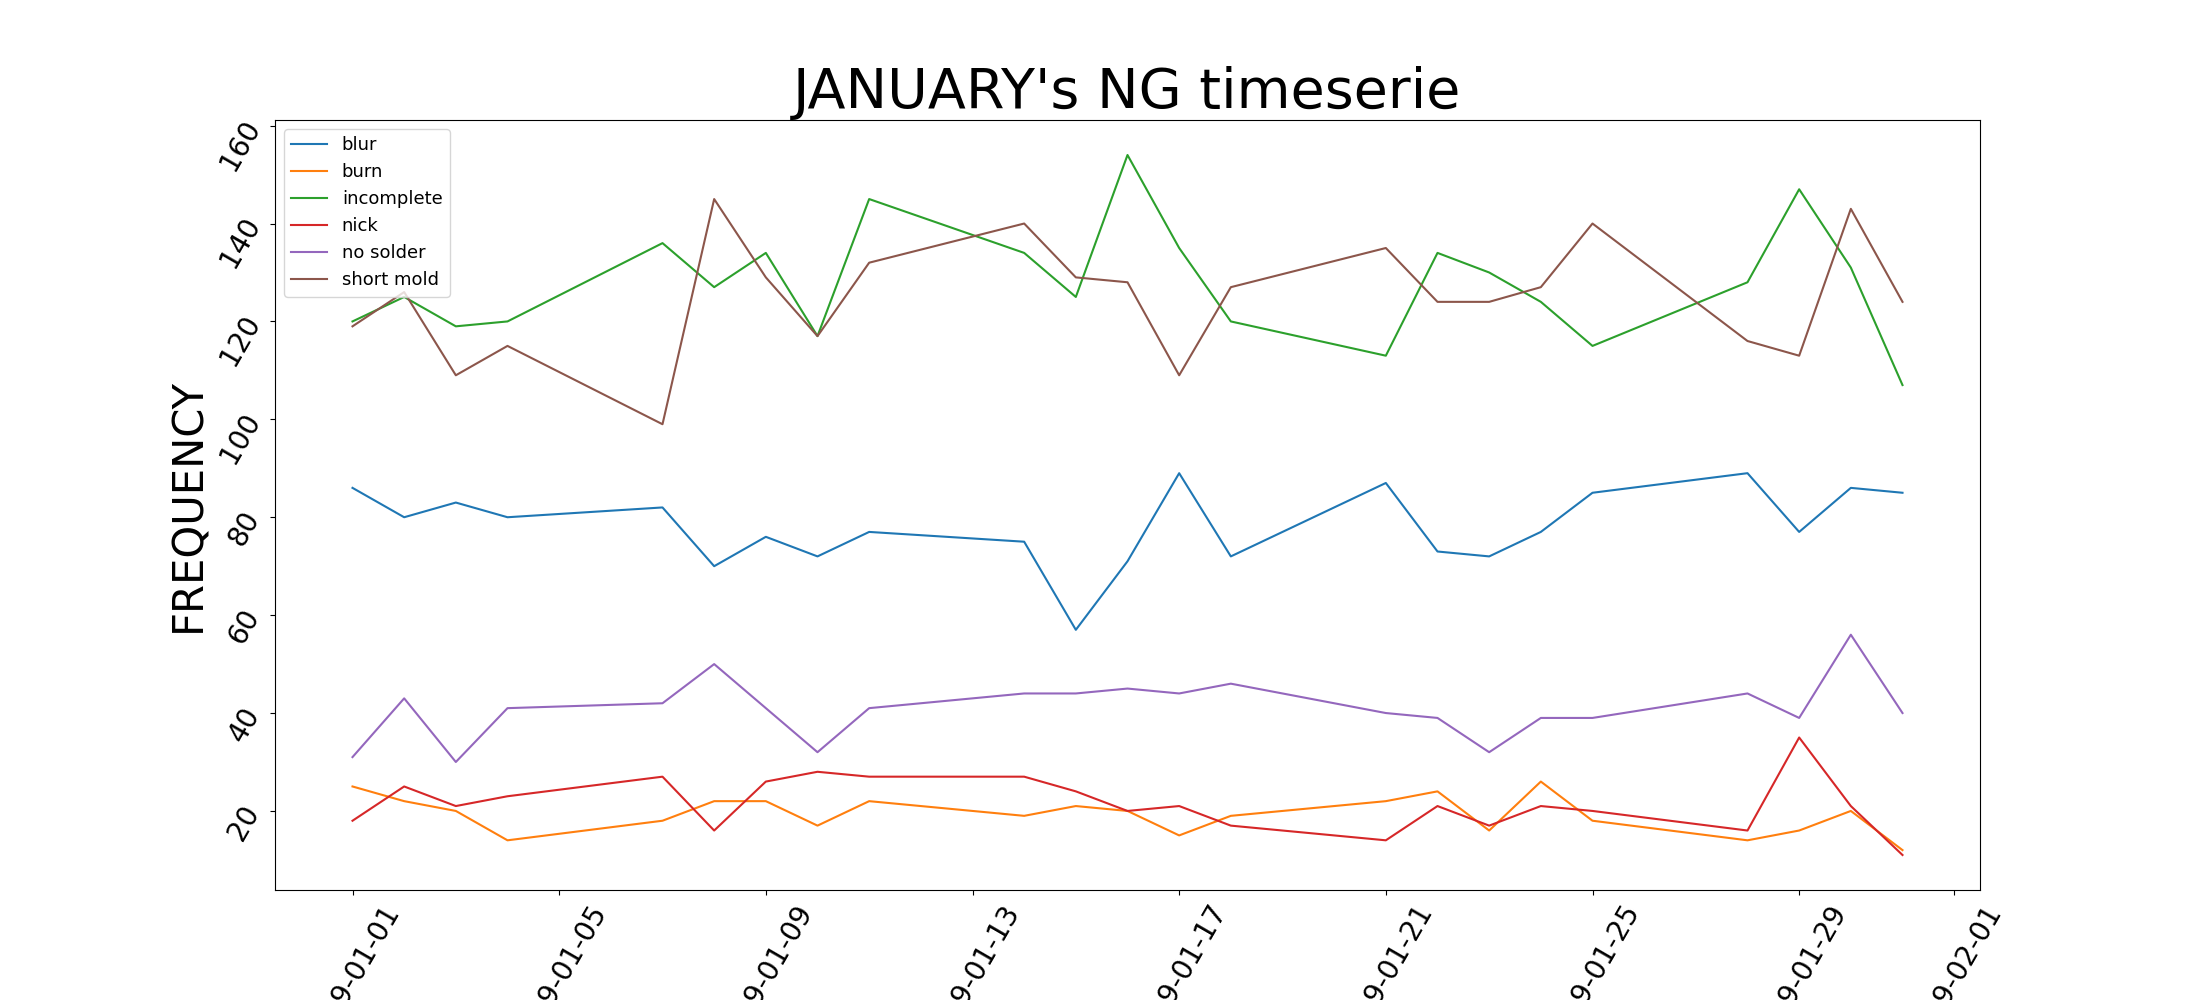 JANUARY's NG timeserie
FREQUENCY
160
140
120
100
80
60
40
20
blur
burn
incomplete
nick
no solder
short mold
9-01-01
9-01-05
9-01-09
9-01-13
9-01-17
9-01-21
9-01-25
9-01-29
9-02-01